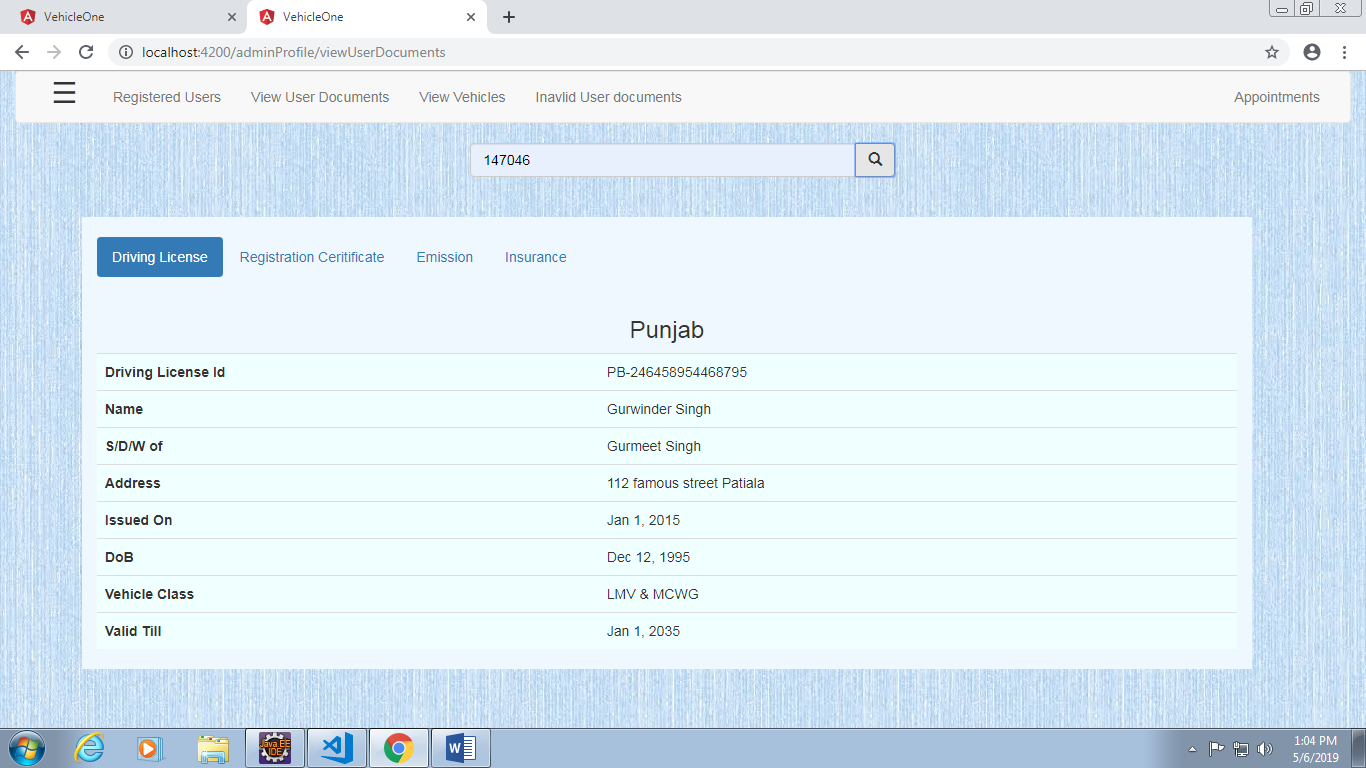 VehicleOne
VehicleOne
localhost:4200/adminProfile/viewUserDocuments
Registered Users View User Documents View Vehicles Inavlid User documents Appointments
147046
Driving License Registration Ceritificate Emission Insurance
Punjab
Driving License Id PB-246458954468795
Name Gurwinder Singh
S/D/W of Gurmeet Singh
Address 112 famous street Patiala
Issued On Jan 1, 2015
DoB Dec 12, 1995
Vehicle Class LMV & MCWG
Valid Till Jan 1, 2035
Java EE
IDE
W
1:04 PM
5/6/2019